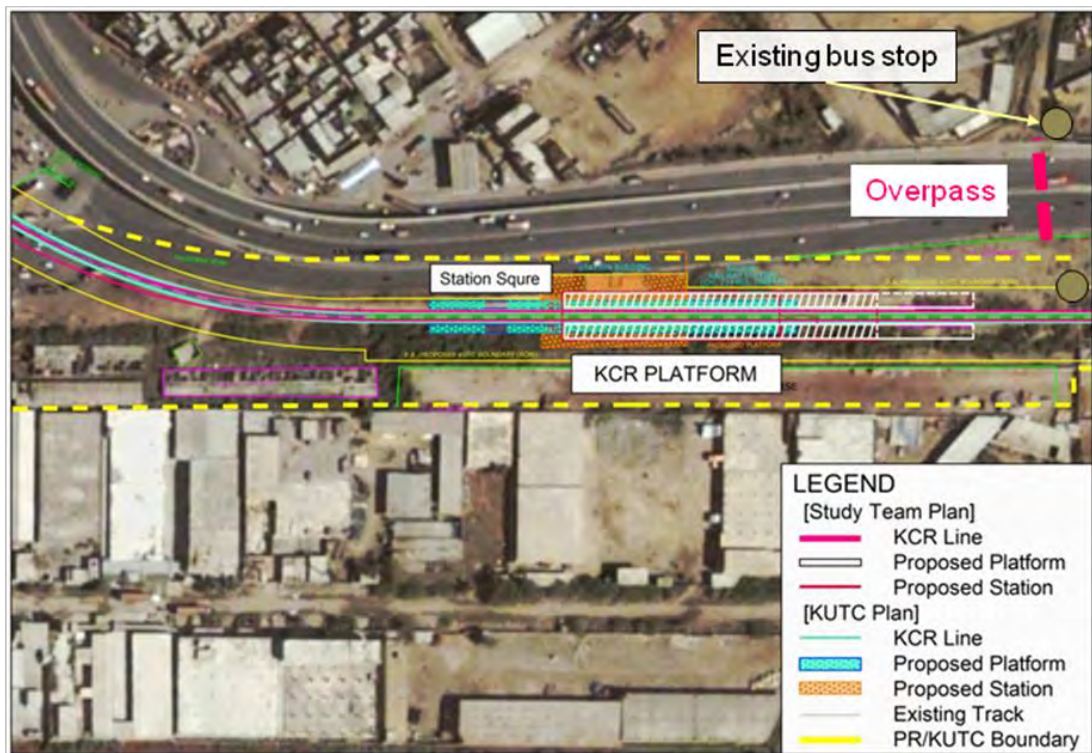 Existing bus stop
Overpass
Station Squre
KCR PLATFORM
LEGEND
[Study Team Plan]
KCR Line
Proposed Platform
Proposed Station
[KUTC Plan]
KCR Line
Proposed Platform
Proposed Station
Existing Track
PR/KUTC Boundary